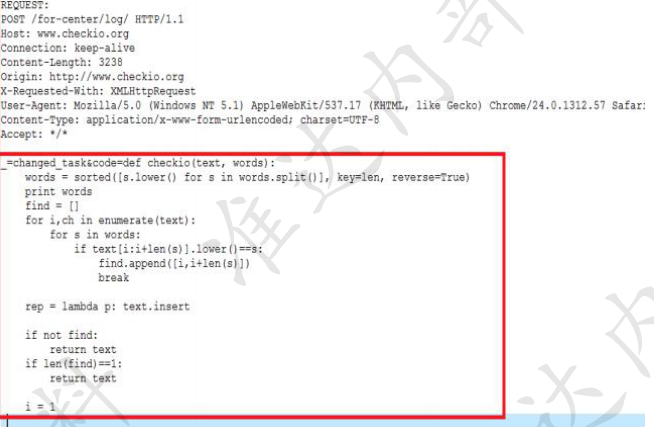 REQUEST:
POST /for-center/log/ HTTP/1.1
Host: www.checkio.org
Connection: keep-alive
Content-Length: 3238
Origin: http://www.checkio.org
X-Requested-With: XMLHttpRequest
User-Agent: Mozilla/5.0 (Windows NT 5.1) AppleWebKit/537.17 (KHTML, like Gecko) Chrome/24.0.1312.57 Safari
Content-Type: application/x-www-form-urlencoded; charset=UTF-8
Accept: */*
_=changed_task&code=def checkio(text, words):
    words = sorted([s.lower() for s in words.split()], key=len, reverse=True)
    print words
    find = []
    for i,ch in enumerate(text):
        for s in words:
            if text[i:i+len(s)].lower()==s:
                find.append([i,i+len(s)])
                break
    rep = lambda p: text.insert
    if not find:
        return text
    if len(find)==1:
        return text
    i = 1